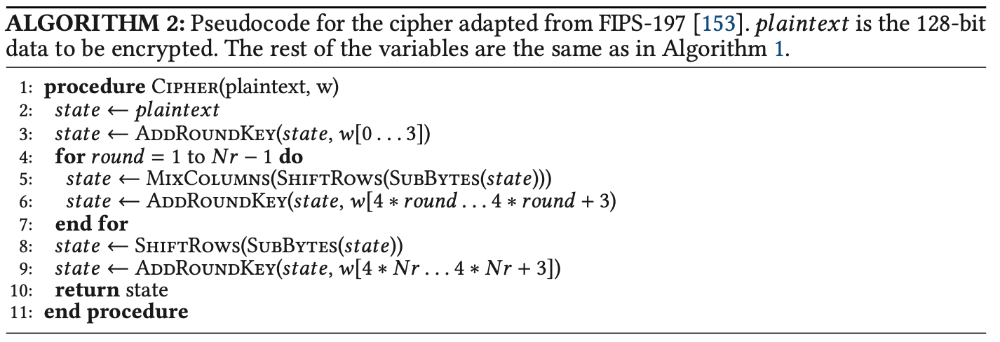 ALGORITHM 2: Pseudocode for the cipher adapted from FIPS-197 [153]. plaintext is the 128-bit
data to be encrypted. The rest of the variables are the same as in Algorithm 1.
1: procedure Cipher(plaintext, w)
2: state ← plaintext
3: state ← AddRoundKey(state, w[0 . . . 3])
4: for round = 1 to Nr − 1 do
5: state ← MixColumns(ShiftRows(SubBytes(state)))
6: state ← AddRoundKey(state, w[4 ∗ round . . . 4 ∗ round + 3)
7: end for
8: state ← ShiftRows(SubBytes(state))
9: state ← AddRoundKey(state, w[4 ∗ Nr . . . 4 ∗ Nr + 3])
10: return state
11: end procedure